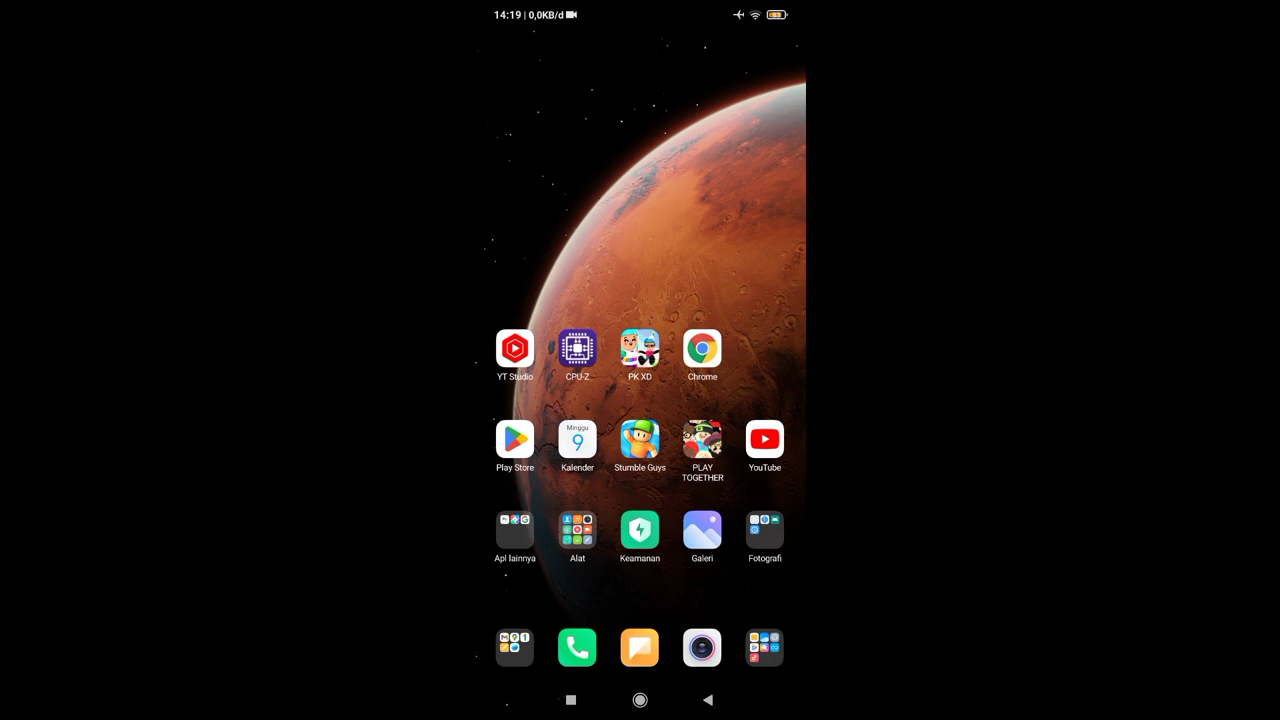 14:19 | 0,0KB/d
83
YT Studio
CPU-Z
PK XD
Chrome
Minggu
9
Play Store
Kalender
Stumble Guys
PLAY
TOGETHER
YouTube
Apl lainnya
Alat
Keamanan
Galeri
Fotografi